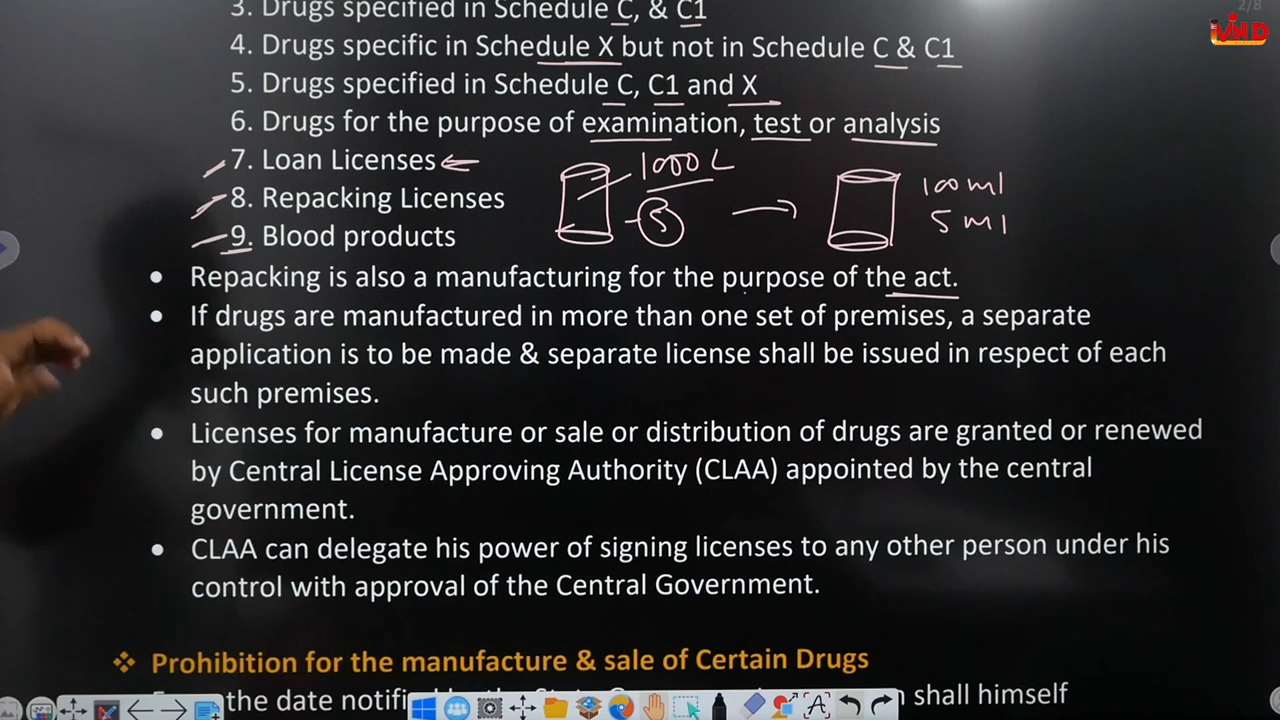 2/8
3. Drugs specified in Schedule C, & C1
4. Drugs specific in Schedule X but not in Schedule C & C1
5. Drugs specified in Schedule C, C1 and X
6. Drugs for the purpose of examination, test or analysis
7. Loan Licenses
1000 L
8. Repacking Licenses
5
100 ml
5 ml
9. Blood products
• Repacking is also a manufacturing for the purpose of the act.
• If drugs are manufactured in more than one set of premises, a separate
application is to be made & separate license shall be issued in respect of each
such premises.
• Licenses for manufacture or sale or distribution of drugs are granted or renewed
by Central License Approving Authority (CLAA) appointed by the central
government.
• CLAA can delegate his power of signing licenses to any other person under his
control with approval of the Central Government.
❖ Prohibition for the manufacture & sale of Certain Drugs
the date notifi
shall himself